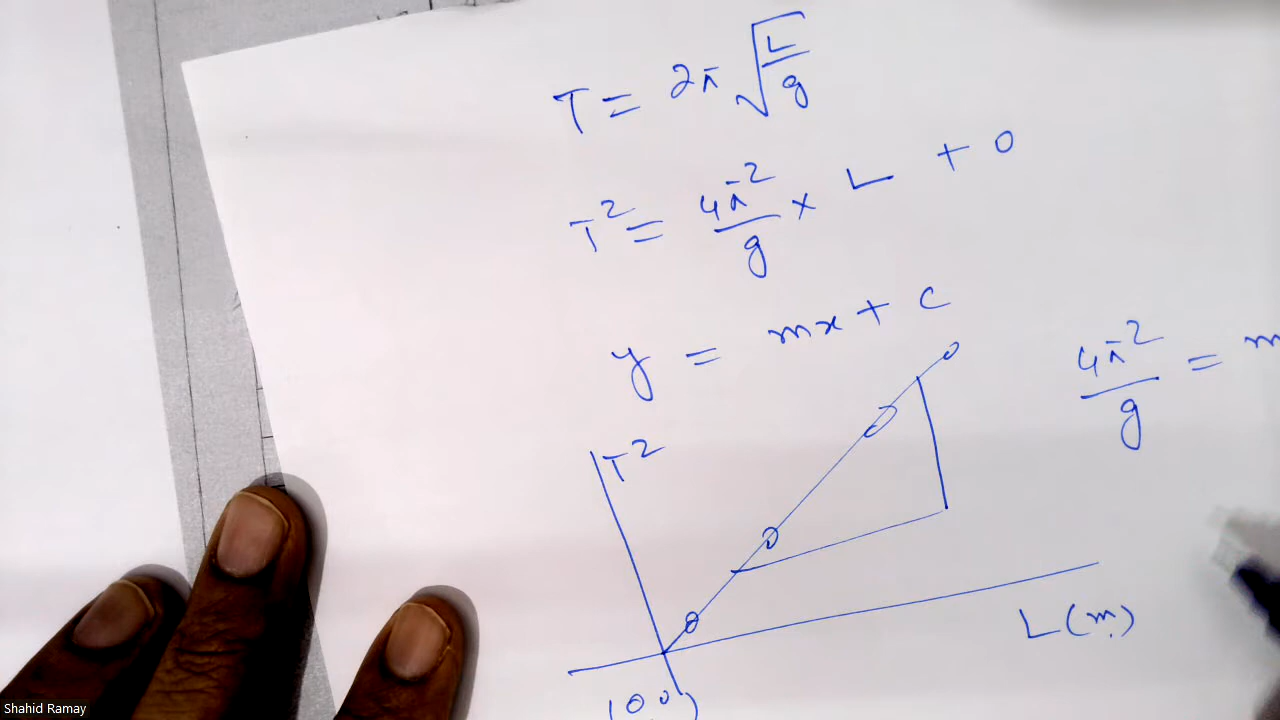 T = 2π √(L/g)
T² = 4π²/g × L + 0
y = mx + c
4π²/g = m
T²
L (m)
(0,0)
Shahid Ramay